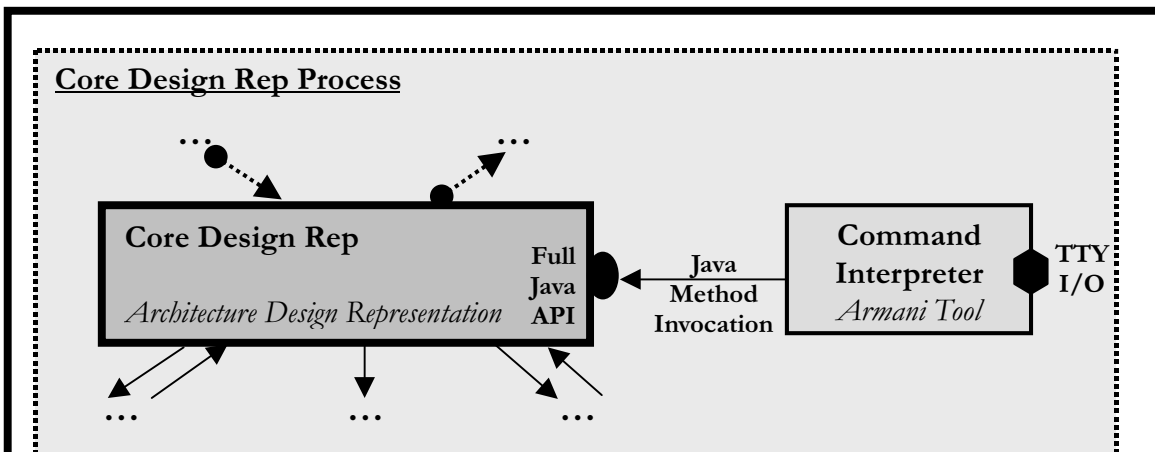 Core Design Rep Process
...
...
Core Design Rep
Architecture Design Representation
Full
Java
API
Java
Method
Invocation
Command
Interpreter
Armani Tool
TTY
I/O
...
...
...